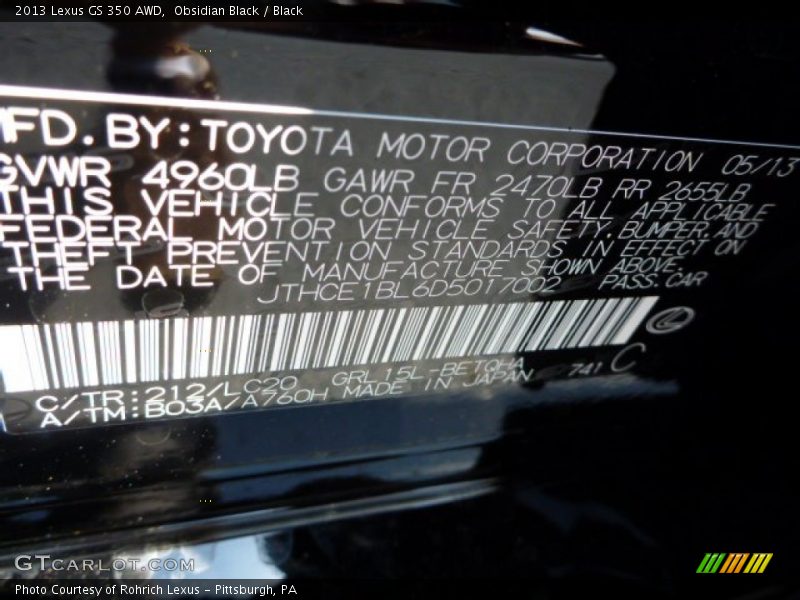 2013 Lexus GS 350 AWD,  Obsidian Black / Black
MFD. BY: TOYOTA MOTOR CORPORATION 05/13
GVWR 4960LB GAWR FR 2470LB RR 2655LB
THIS VEHICLE CONFORMS TO ALL APPLICABLE
FEDERAL MOTOR VEHICLE SAFETY, BUMPER, AND
THEFT PREVENTION STANDARDS IN EFFECT ON
THE DATE OF MANUFACTURE SHOWN ABOVE.
JTHCE1BL6D5017002 PASS. CAR
C/TR: 212/LC20 GRL15L-BETQHA
A/TM: B03A/A760H MADE IN JAPAN 741 C
GTCARLOT.COM
Photo Courtesy of Rohrich Lexus - Pittsburgh, PA